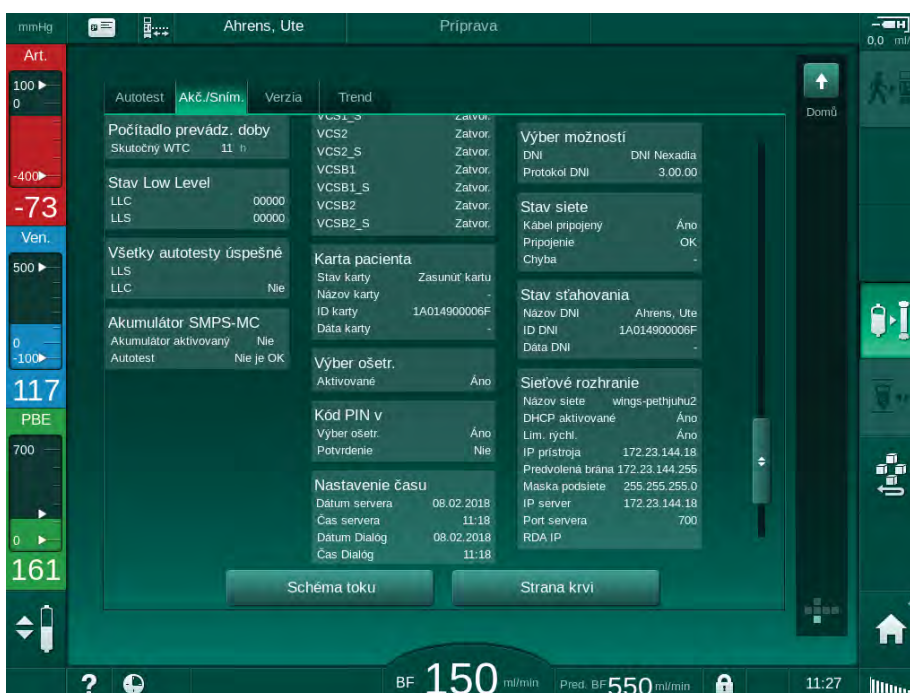 mmHg
Ahrens, Ute
Príprava
0,0 ml/
Art.
100
0
-400
-73
Ven.
500
0
-100
117
PBE
700
0
161
Autotest
Akč./Sním.
Verzia
Trend
Domů
Počítadlo prevádz. doby
Skutočný WTC 11 h
Stav Low Level
LLC 00000
LLS 00000
Všetky autotesty úspešné
LLS
LLC Nie
Akumulátor SMPS-MC
Akumulátor aktivovaný Nie
Autotest Nie je OK
VCS1_S Zatvor.
VCS2 Zatvor.
VCS2_S Zatvor.
VCSB1 Zatvor.
VCSB1_S Zatvor.
VCSB2 Zatvor.
VCSB2_S Zatvor.
Karta pacienta
Stav karty Zasunúť kartu
Názov karty -
ID karty 1A014900006F
Dáta karty -
Výber ošetr.
Aktivované Áno
Kód PIN v
Výber ošetr. Áno
Potvrdenie Nie
Nastavenie času
Dátum servera 08.02.2018
Čas servera 11:18
Dátum Dialóg 08.02.2018
Čas Dialóg 11:18
Výber možností
DNI DNI Nexadia
Protokol DNI 3.00.00
Stav siete
Kábel pripojený Áno
Pripojenie OK
Chyba -
Stav sťahovania
Názov DNI Ahrens, Ute
ID DNI 1A014900006F
Dáta DNI -
Sieťové rozhranie
Názov siete wings-pethjuhu2
DHCP aktivované Áno
Lim. rýchl. Áno
IP prístroja 172.23.144.18
Predvolená brána 172.23.144.255
Maska podsiete 255.255.255.0
IP server 172.23.144.18
Port servera 700
RDA IP
Schéma toku
Strana krvi
?
BF 150 ml/min
Pred. BF 550 ml/min
11:27